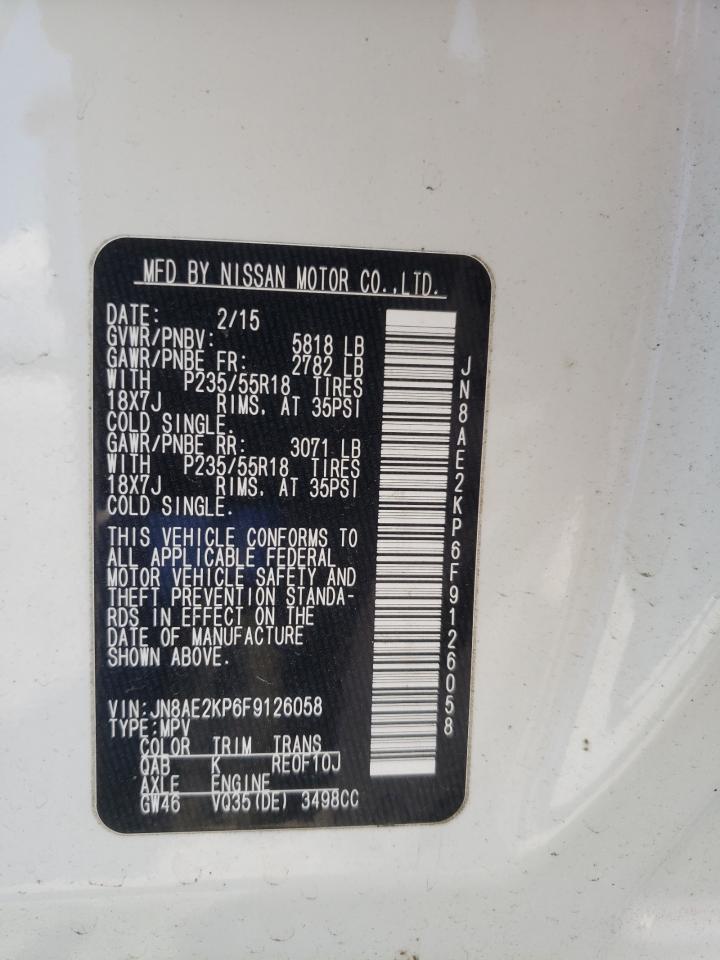 MFD BY NISSAN MOTOR CO.,LTD.
DATE: 2/15
GVWR/PNBV: 5818 LB
GAWR/PNBE FR: 2782 LB
WITH P235/55R18 TIRES
18X7J RIMS, AT 35PSI
COLD SINGLE.
GAWR/PNBE RR: 3071 LB
WITH P235/55R18 TIRES
18X7J RIMS, AT 35PSI
COLD SINGLE.
THIS VEHICLE CONFORMS TO
ALL APPLICABLE FEDERAL
MOTOR VEHICLE SAFETY AND
THEFT PREVENTION STANDA-
RDS IN EFFECT ON THE
DATE OF MANUFACTURE
SHOWN ABOVE.
VIN:JN8AE2KP6F9126058
TYPE:MPV
COLOR TRIM TRANS
QAB K RE0F10J
AXLE ENGINE
GW46 VQ35(DE) 3498CC
JN8AE2KP6F9126058